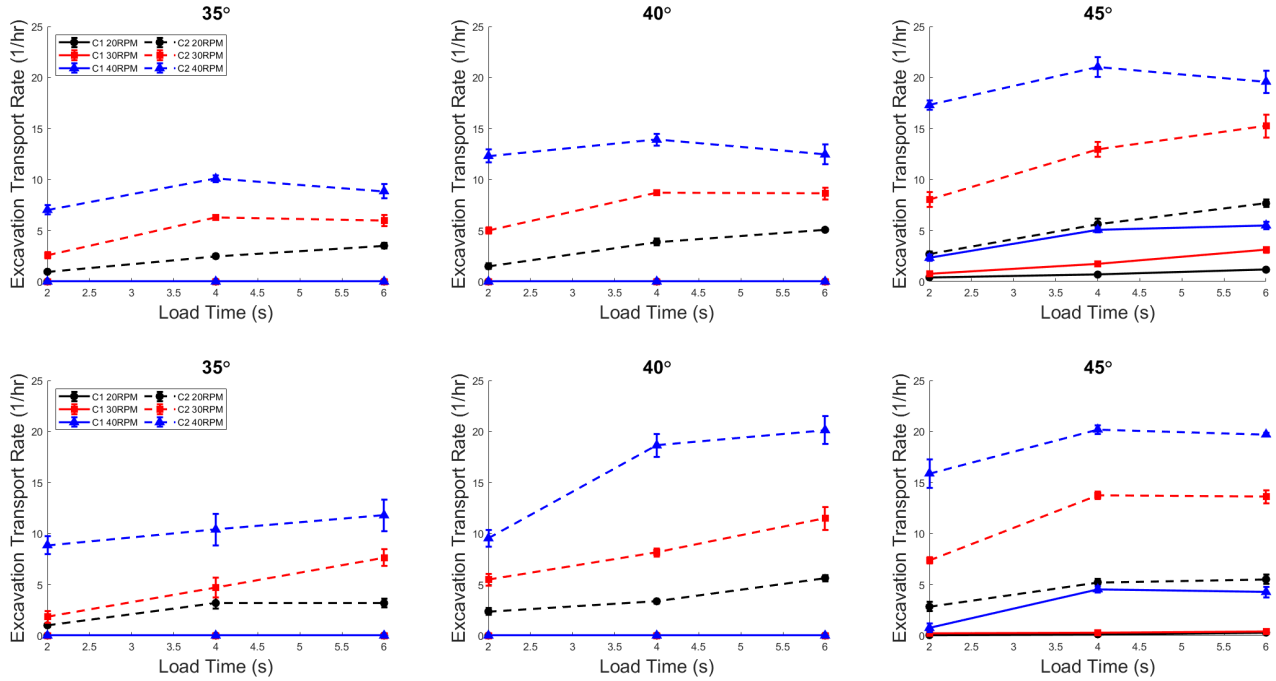 35°
40°
45°
Excavation Transport Rate (1/hr)
25
20
15
10
5
0
C1 20RPM C2 20RPM
C1 30RPM C2 30RPM
C1 40RPM C2 40RPM
2 2.5 3 3.5 4 4.5 5 5.5 6
Load Time (s)
Excavation Transport Rate (1/hr)
25
20
15
10
5
0
2 2.5 3 3.5 4 4.5 5 5.5 6
Load Time (s)
Excavation Transport Rate (1/hr)
25
20
15
10
5
0
2 2.5 3 3.5 4 4.5 5 5.5 6
Load Time (s)
35°
40°
45°
Excavation Transport Rate (1/hr)
25
20
15
10
5
0
C1 20RPM C2 20RPM
C1 30RPM C2 30RPM
C1 40RPM C2 40RPM
2 2.5 3 3.5 4 4.5 5 5.5 6
Load Time (s)
Excavation Transport Rate (1/hr)
25
20
15
10
5
0
2 2.5 3 3.5 4 4.5 5 5.5 6
Load Time (s)
Excavation Transport Rate (1/hr)
25
20
15
10
5
0
2 2.5 3 3.5 4 4.5 5 5.5 6
Load Time (s)